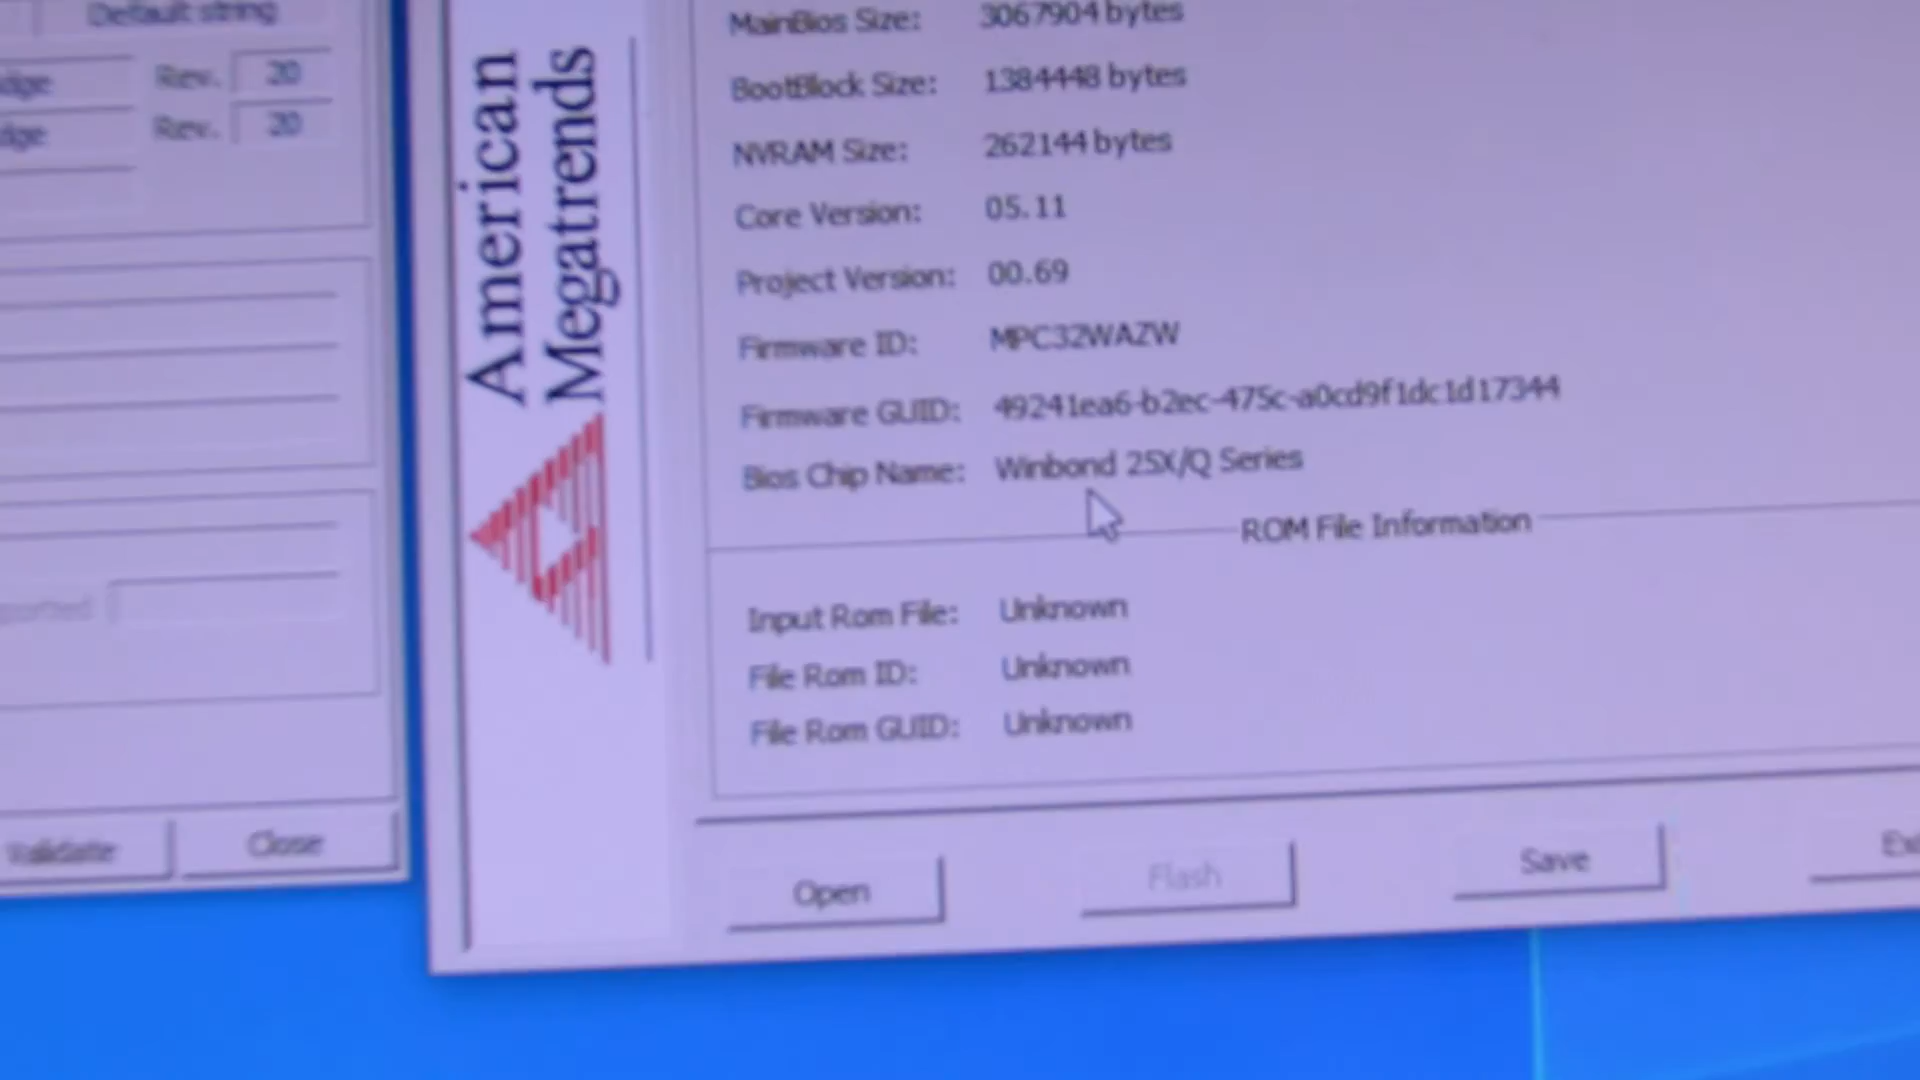 Default string
dge Rev. 20
dge Rev. 20
Validate Close
American
Megatrends
MainBios Size: 3067904 bytes
BootBlock Size: 1384448 bytes
NVRAM Size: 262144 bytes
Core Version: 05.11
Project Version: 00.69
Firmware ID: MPC32WAZW
Firmware GUID: 49241ea6-b2ec-475c-a0cd9f1dc1d17344
Bios Chip Name: Winbond 25X/Q Series
ROM File Information
Input Rom File: Unknown
File Rom ID: Unknown
File Rom GUID: Unknown
Open Flash Save